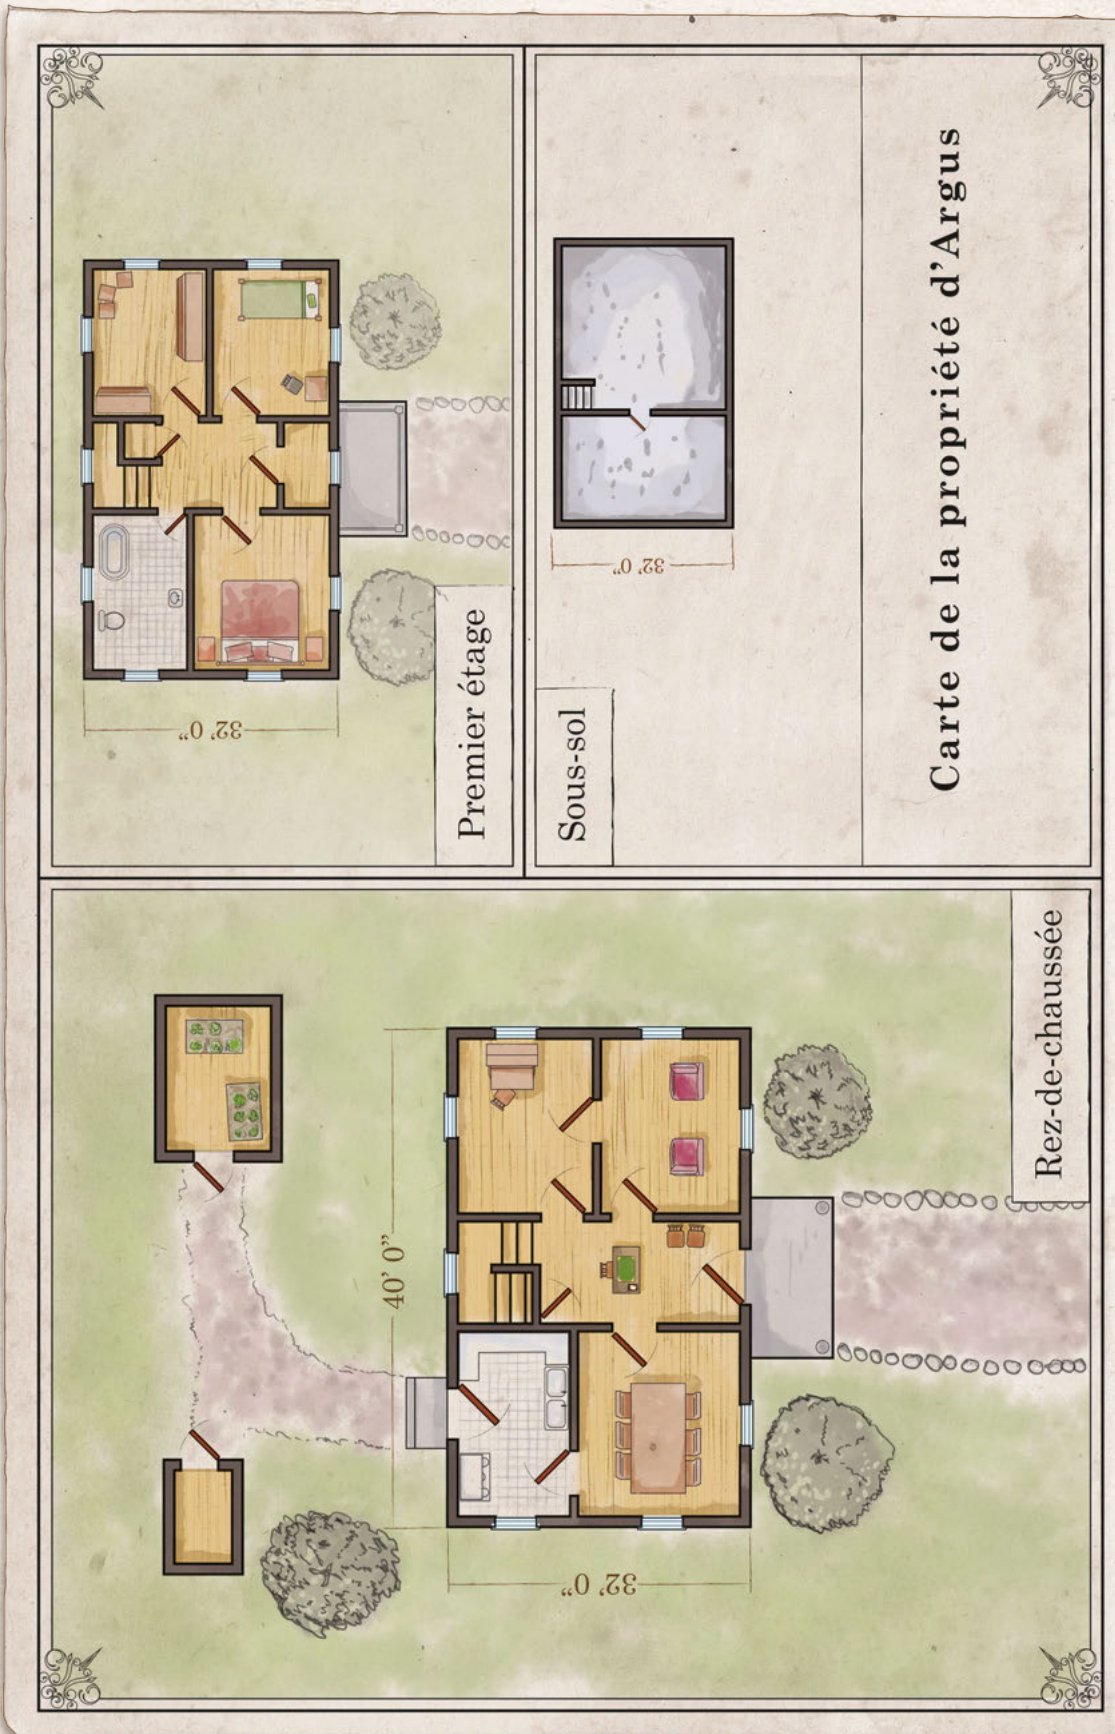 Carte de la propriété d'Argus
Premier étage
32' 0"
Sous-sol
32' 0"
Rez-de-chaussée
40' 0"
32' 0"